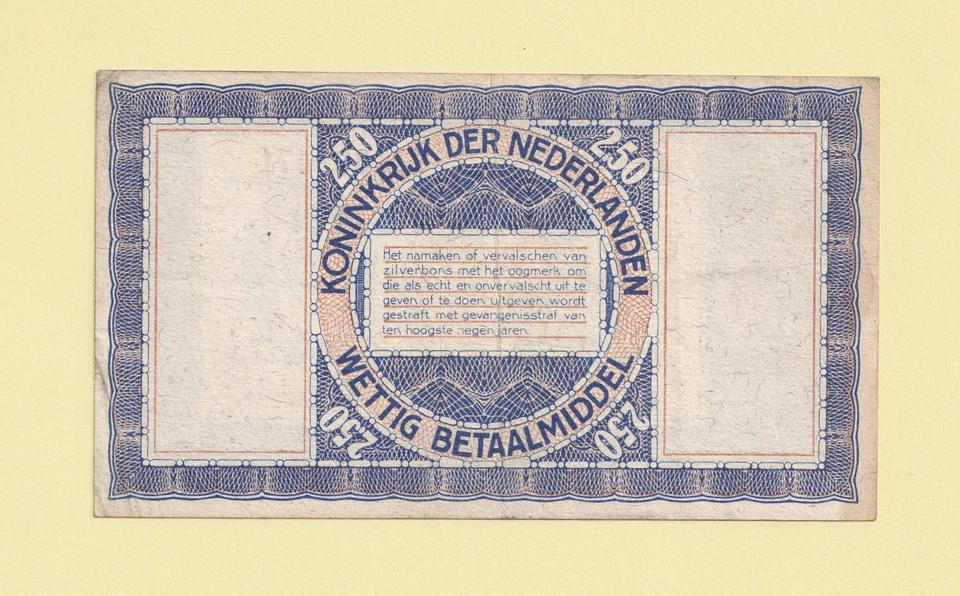 250
250
KONINKRIJK DER NEDERLANDEN
Het namaken of vervalschen van
zilverbons met het oogmerk om
die als echt en onvervalscht uit te
geven of te doen uitgeven, wordt
gestraft met gevangenisstraf van
ten hoogste negen jaren.
WETTIG BETAALMIDDEL
250
250